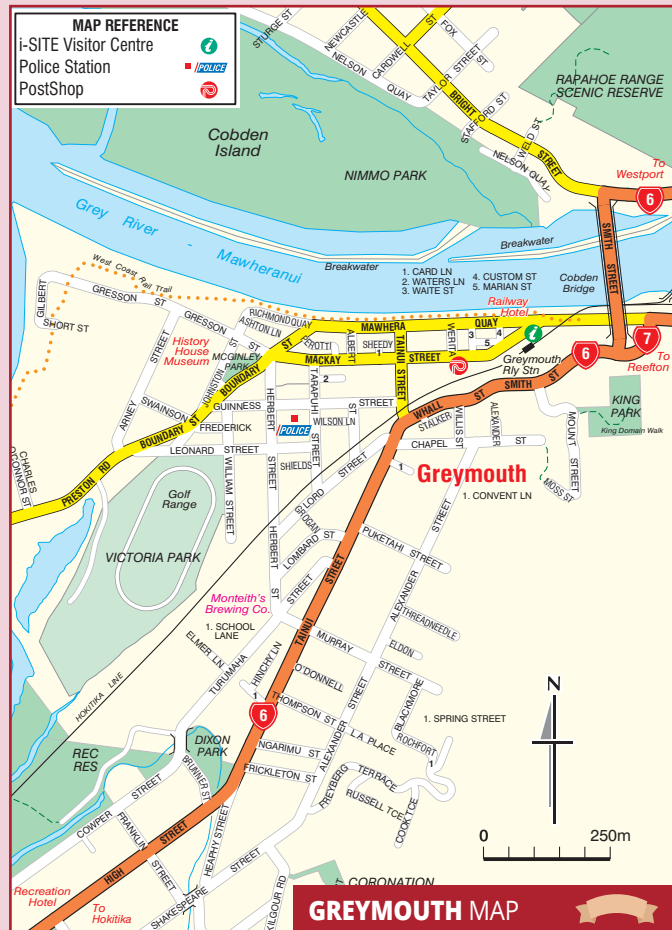 MAP REFERENCE
i-SITE Visitor Centre
Police Station
POLICE
PostShop
STURGE ST
NEWCASTLE
ST
FOX
CARDWELL
NELSON QUAY
TAYLOR STREET
STREET
BRIGHT STREET
STAFFORD ST
WELD ST
NELSON QUAY
RAPAHOE RANGE
SCENIC RESERVE
Cobden
Island
NIMMO PARK
To
Westport
6
Grey River - Mawheranui
Breakwater
Breakwater
SMITH STREET
Cobden
Bridge
1. CARD LN
2. WATERS LN
3. WAITE ST
4. CUSTOM ST
5. MARIAN ST
West Coast Rail Trail
GILBERT
GRESSON ST
SHORT ST
GRESSON ST
RICHMOND QUAY
ASHTON LN
History
House
Museum
MCGINLEY
PARK
JOHNSTON ST
BOUNDARY ST
PEROTTI
ALBERT
SHEEDY
1
MAWHERA QUAY
MACKAY STREET
TAINUI STREET
WERITA
3
4
5
Railway
Hotel
Greymouth
Rly Stn
6
7
To
Reefton
2
TARAPUHI ST
ST
ARNEY STREET
SWAINSON
GUINNESS STREET
FREDERICK
HERBERT
WILSON LN
POLICE
LEONARD STREET
SHIELDS
BOUNDARY ST
PRESTON RD
CHARLES
OCONNOR ST
WILLIAM STREET
Golf
Range
VICTORIA PARK
WHALL ST
SMITH ST
STALKER
WILLIS ST
ALEXANDER
CHAPEL ST
MOUNT STREET
MOSS ST
KING
PARK
King Domain Walk
Greymouth
1
1. CONVENT LN
GILORD STREET
GROGAN
LOMBARD ST
HERBERT ST
PUKETAHI STREET
ALEXANDER STREET
THREADNEEDLE
ELDON
Monteith's
Brewing Co.
1. SCHOOL
LANE
ELMER LN
TURUMAHA STREET
HINCHY LN
MURRAY STREET
TAINUI STREET
O'DONNELL
1
6
THOMPSON ST
LA PLACE
BLACKMORE
ROCHFORT
1
1. SPRING STREET
N
HOKITIKA LINE
REC
RES
DIXON
PARK
NGARIMU ST
FRICKLETON ST
ALEXANDER STREET
FREYBERG TERRACE
RUSSELL TCE
COOK TCE
BRUNNER ST
COWPER STREET
FRANKLIN STREET
HIGH STREET
HEAPHY STREET
SHAKESPEARE STREET
KILGOUR RD
CORONATION
Recreation
Hotel
To
Hokitika
0 250m
GREYMOUTH MAP